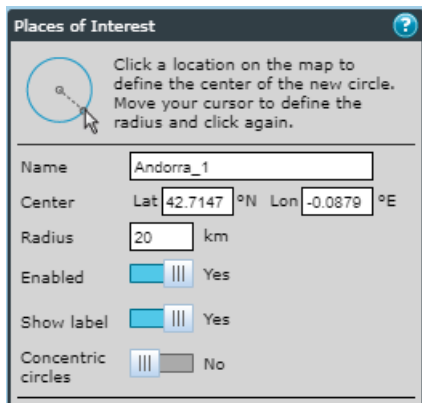 Places of Interest ?
Click a location on the map to
define the center of the new circle.
Move your cursor to define the
radius and click again.
Name Andorra_1
Center Lat 42.7147 °N Lon -0.0879 °E
Radius 20 km
Enabled Yes
Show label Yes
Concentric
circles No